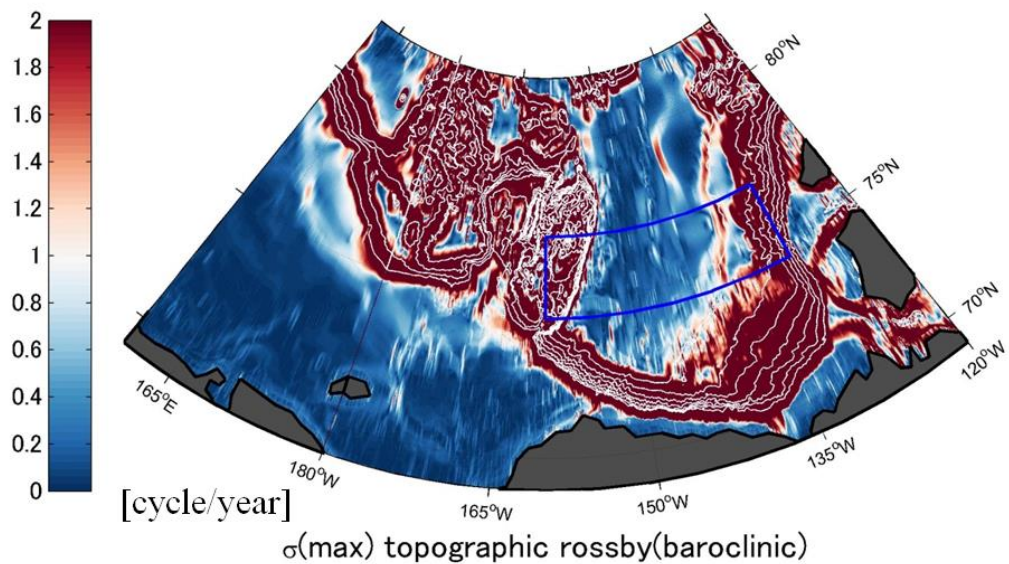 2
1.8
1.6
1.4
1.2
1
0.8
0.6
0.4
0.2
0
80°N
75°N
70°N
120°W
135°W
150°W
165°W
180°W
165°E
[cycle/year]
σ(max) topographic rossby(baroclinic)